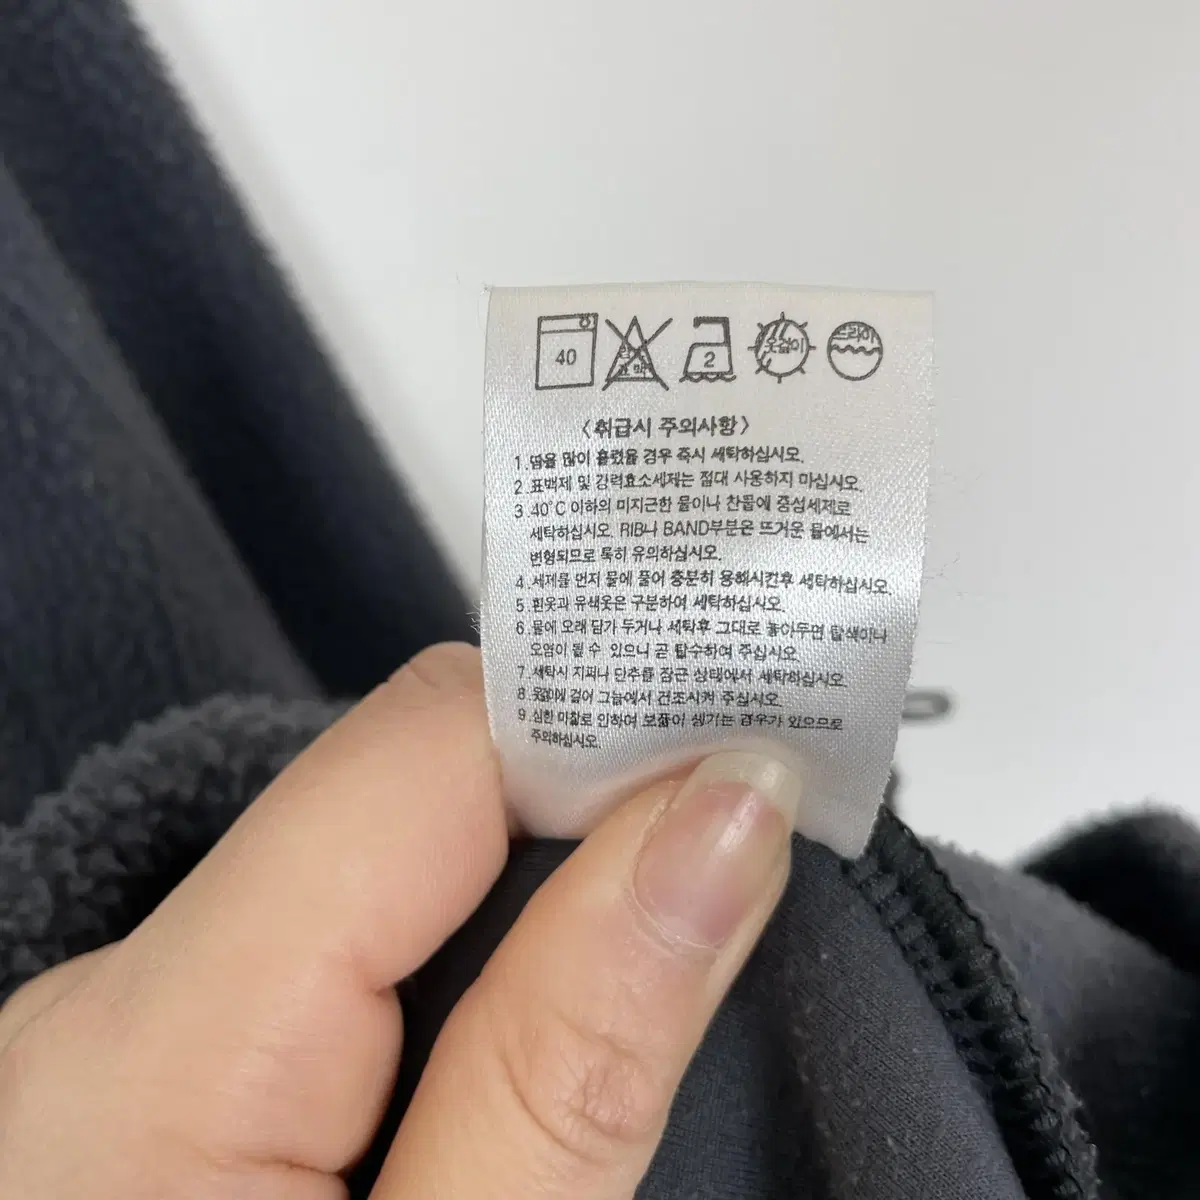 40 2 옷걸이 드라이
〈취급시 주의사항〉
1.땀을 많이 흘렸을 경우 즉시 세탁하십시오.
2.표백제 및 강력효소세제는 절대 사용하지 마십시오.
3.40°C 이하의 미지근한 물이나 찬물에 중성세제로
세탁하십시오. RIB나 BAND부분은 뜨거운 물에서는
변형되므로 특히 유의하십시오.
4.세제를 먼저 물에 풀어 충분히 용해시킨후 세탁하십시오.
5.흰옷과 유색옷은 구분하여 세탁하십시오.
6.물에 오래 담가 두거나 세탁후 그대로 놓아두면 탈색이나
오염이 될 수 있으니 곧 탈수하여 주십시오
7.세탁시 지퍼나 단추를 잠근 상태에서 세탁하십시오.
8.옷걸이에 걸어 그늘에서 건조시켜 주십시오.
9.심한 마찰로 인하여 보풀이 생기는 경우가 있으므로
주의하십시오.